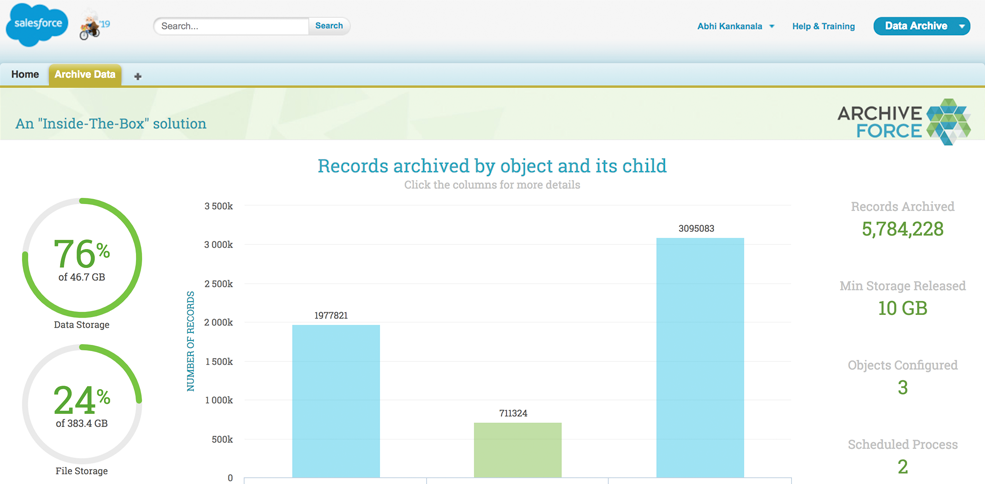 salesforce
'19
Search...
Search
Abhi Kankanala
Help & Training
Data Archive
Home
Archive Data
+
An "Inside-The-Box" solution
ARCHIVE
FORCE
Records archived by object and its child
Click the columns for more details
76%
of 46.7 GB
Data Storage
24%
of 383.4 GB
File Storage
NUMBER OF RECORDS
3 500k
3 000k
2 500k
2 000k
1 500k
1 000k
500k
0
1977821
711324
3095083
Records Archived
5,784,228
Min Storage Released
10 GB
Objects Configured
3
Scheduled Process
2